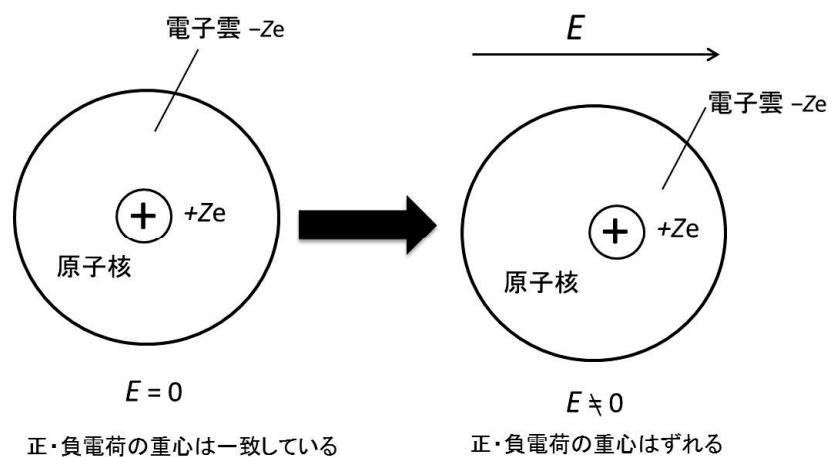 電子雲 –Ze
+Ze
原子核
E = 0
正・負電荷の重心は一致している
E
電子雲 –Ze
+Ze
原子核
E ≠ 0
正・負電荷の重心はずれる